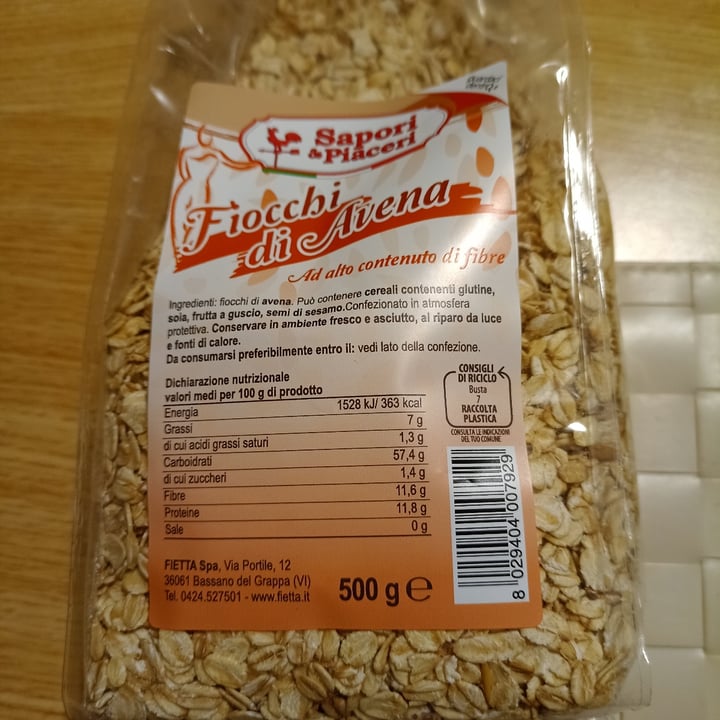 Sapori
& Piaceri
Fiocchi
di Avena
Ad alto contenuto di fibre
Ingredienti: fiocchi di avena. Può contenere cereali contenenti glutine,
soia, frutta a guscio, semi di sesamo.Confezionato in atmosfera
protettiva. Conservare in ambiente fresco e asciutto, al riparo da luce
e fonti di calore.
Da consumarsi preferibilmente entro il: vedi lato della confezione.
Dichiarazione nutrizionale
valori medi per 100 g di prodotto
Energia 1528 kJ/ 363 kcal
Grassi 7 g
di cui acidi grassi saturi 1,3 g
Carboidrati 57,4 g
di cui zuccheri 1,4 g
Fibre 11,6 g
Proteine 11,8 g
Sale 0 g
CONSIGLI
DI RICICLO
Busta
7
RACCOLTA
PLASTICA
CONSULTA LE INDICAZIONI
DEL TUO COMUNE
FIETTA Spa, Via Portile, 12
36061 Bassano del Grappa (VI)
Tel. 0424.527501 - www.fietta.it
500 g e
8 029404 007929